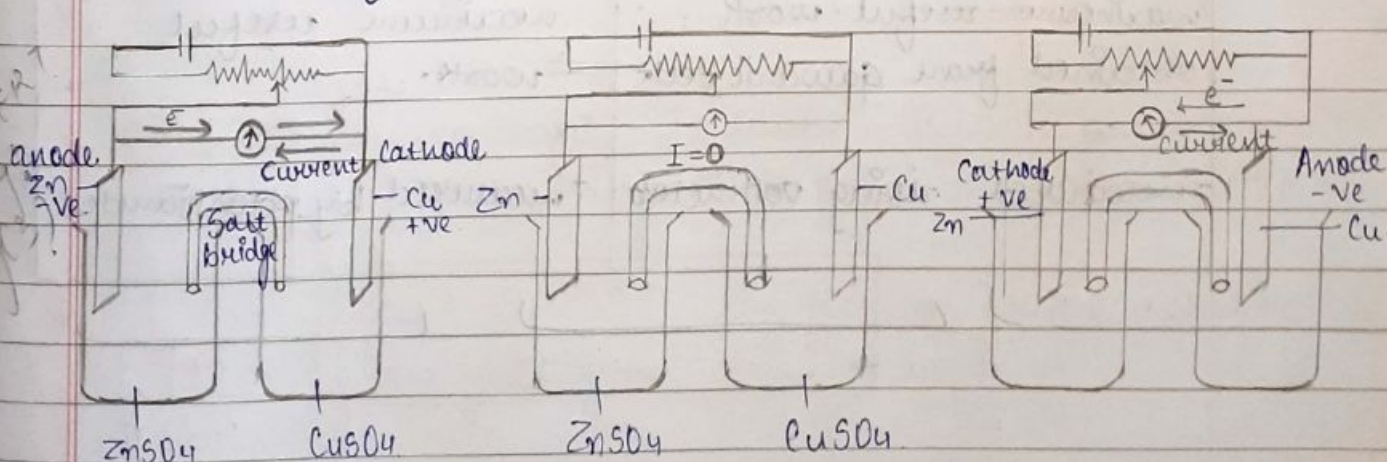 e⁻
Current
anode
Zn
-ve
Cathode
Cu
+ve
Salt
bridge
ZnSO4
CuSO4
I=0
Zn
Cu
ZnSO4
CuSO4
e⁻
Current
Cathode
+ve
Zn
Anode
-ve
Cu